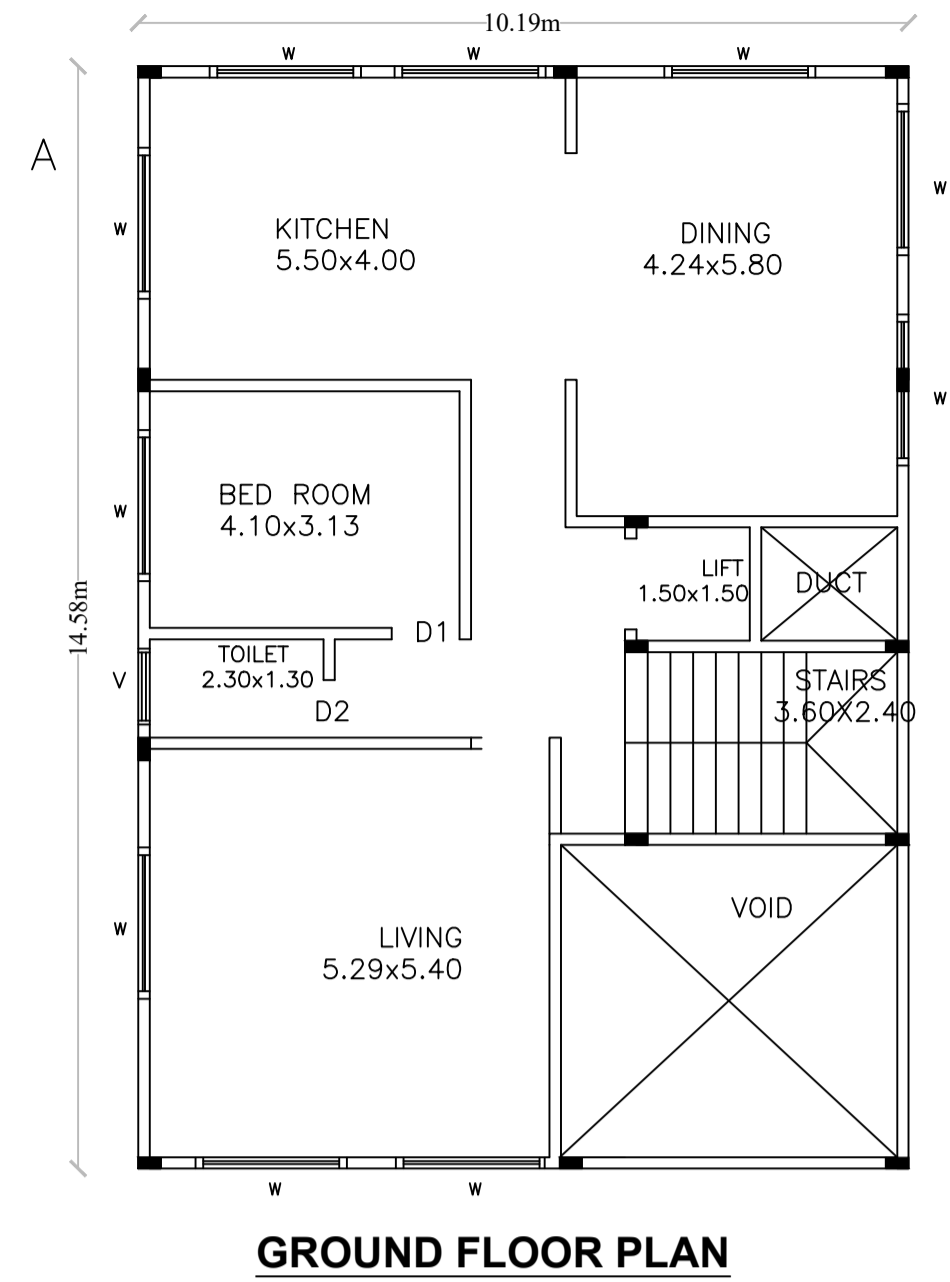 10.19m
W
W
W
A
W
W
KITCHEN
5.50x4.00
DINING
4.24x5.80
W
W
BED ROOM
4.10x3.13
LIFT
1.50x1.50
DUCT
14.58m
D1
TOILET
2.30x1.30
V
D2
STAIRS
3.60X2.40
VOID
W
LIVING
5.29x5.40
W
W
GROUND FLOOR PLAN